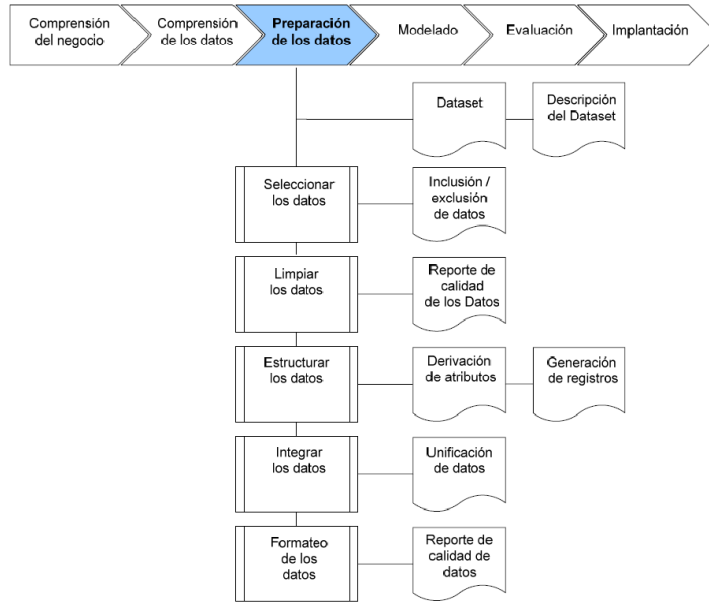 Comprensión
del negocio
Comprensión
de los datos
Preparación
de los datos
Modelado
Evaluación
Implantación
Dataset
Descripción
del Dataset
Seleccionar
los datos
Inclusión /
exclusión
de datos
Limpiar
los datos
Reporte de
calidad
de los Datos
Estructurar
los datos
Derivación
de atributos
Generación
de registros
Integrar
los datos
Unificación
de datos
Formateo
de los
datos
Reporte de
calidad de
datos